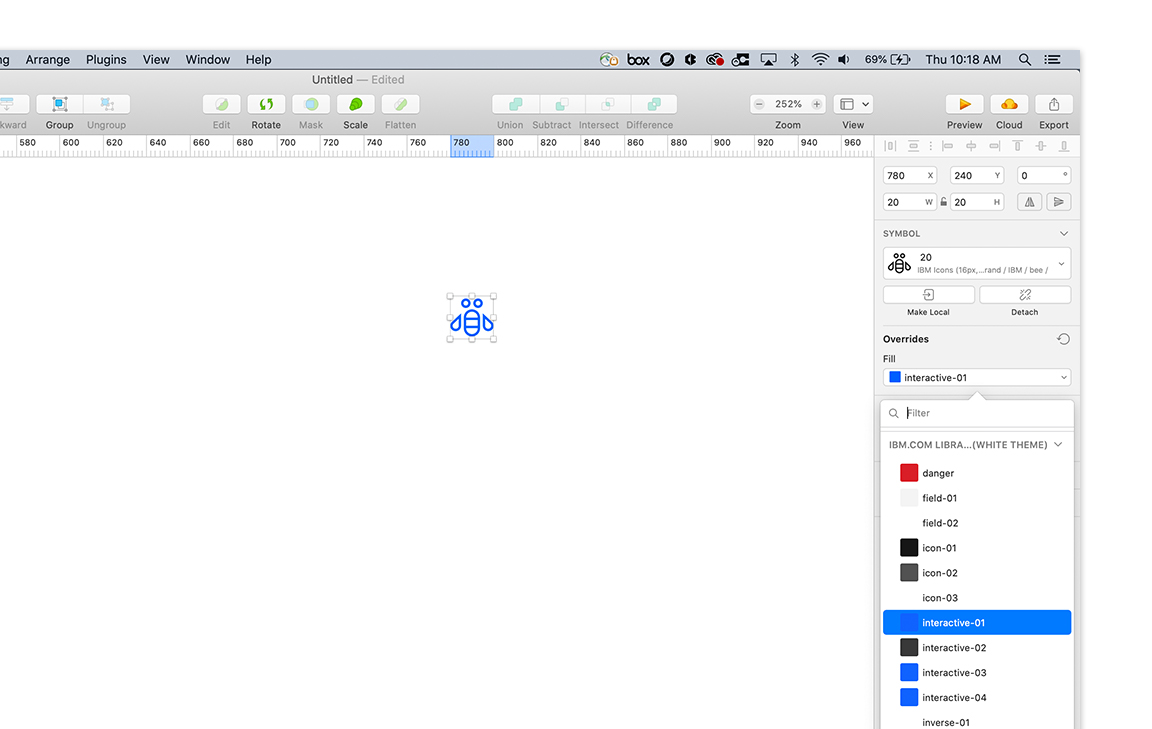 ng Arrange Plugins View Window Help box 69% Thu 10:18 AM
Untitled — Edited
252%
kward Group Ungroup Edit Rotate Mask Scale Flatten Union Subtract Intersect Difference Zoom View Preview Cloud Export
580 600 620 640 660 680 700 720 740 760 780 800 820 840 860 880 900 920 940 960
780 X 240 Y 0 °
20 W 20 H
SYMBOL
20
IBM Icons (16px,...rand / IBM / bee /
Make Local Detach
Overrides
Fill
interactive-01
Filter
IBM.COM LIBRA...(WHITE THEME)
danger
field-01
field-02
icon-01
icon-02
icon-03
interactive-01
interactive-02
interactive-03
interactive-04
inverse-01